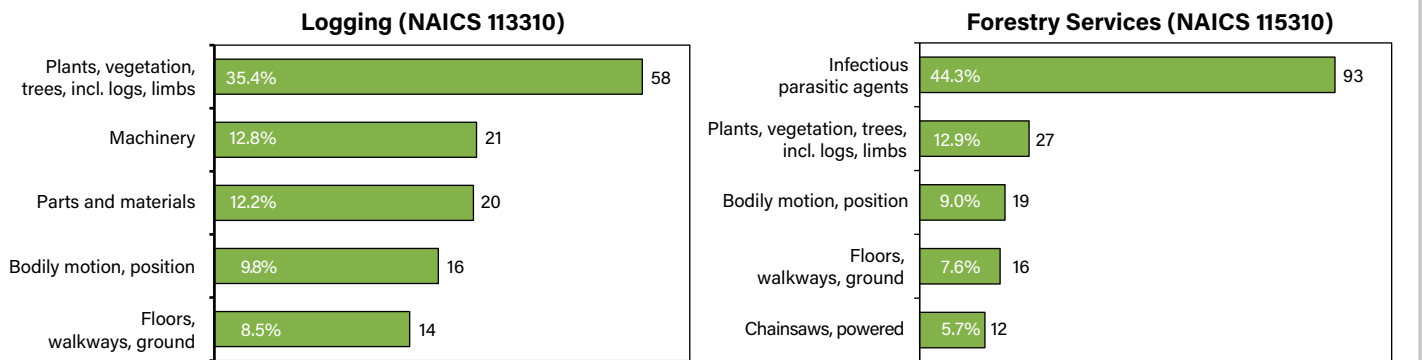 Logging (NAICS 113310)
Plants, vegetation,
trees, incl. logs, limbs
35.4%
58
Machinery
12.8%
21
Parts and materials
12.2%
20
Bodily motion, position
9.8%
16
Floors,
walkways, ground
8.5%
14
Forestry Services (NAICS 115310)
Infectious
parasitic agents
44.3%
93
Plants, vegetation, trees,
incl. logs, limbs
12.9%
27
Bodily motion, position
9.0%
19
Floors,
walkways, ground
7.6%
16
Chainsaws, powered
5.7%
12